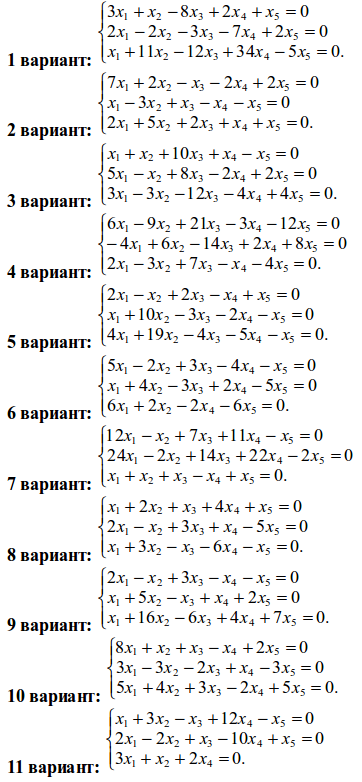 1 вариант: { 3x₁ + x₂ − 8x₃ + 2x₄ + x₅ = 0
2x₁ − 2x₂ − 3x₃ − 7x₄ + 2x₅ = 0
x₁ + 11x₂ − 12x₃ + 34x₄ − 5x₅ = 0.
2 вариант: { 7x₁ + 2x₂ − x₃ − 2x₄ + 2x₅ = 0
x₁ − 3x₂ + x₃ − x₄ − x₅ = 0
2x₁ + 5x₂ + 2x₃ + x₄ + x₅ = 0.
3 вариант: { x₁ + x₂ + 10x₃ + x₄ − x₅ = 0
5x₁ − x₂ + 8x₃ − 2x₄ + 2x₅ = 0
3x₁ − 3x₂ − 12x₃ − 4x₄ + 4x₅ = 0.
4 вариант: { 6x₁ − 9x₂ + 21x₃ − 3x₄ − 12x₅ = 0
−4x₁ + 6x₂ − 14x₃ + 2x₄ + 8x₅ = 0
2x₁ − 3x₂ + 7x₃ − x₄ − 4x₅ = 0.
5 вариант: { 2x₁ − x₂ + 2x₃ − x₄ + x₅ = 0
x₁ + 10x₂ − 3x₃ − 2x₄ − x₅ = 0
4x₁ + 19x₂ − 4x₃ − 5x₄ − x₅ = 0.
6 вариант: { 5x₁ − 2x₂ + 3x₃ − 4x₄ − x₅ = 0
x₁ + 4x₂ − 3x₃ + 2x₄ − 5x₅ = 0
6x₁ + 2x₂ − 2x₄ − 6x₅ = 0.
7 вариант: { 12x₁ − x₂ + 7x₃ + 11x₄ − x₅ = 0
24x₁ − 2x₂ + 14x₃ + 22x₄ − 2x₅ = 0
x₁ + x₂ + x₃ − x₄ + x₅ = 0.
8 вариант: { x₁ + 2x₂ + x₃ + 4x₄ + x₅ = 0
2x₁ − x₂ + 3x₃ + x₄ − 5x₅ = 0
x₁ + 3x₂ − x₃ − 6x₄ − x₅ = 0.
9 вариант: { 2x₁ − x₂ + 3x₃ − x₄ − x₅ = 0
x₁ + 5x₂ − x₃ + x₄ + 2x₅ = 0
x₁ + 16x₂ − 6x₃ + 4x₄ + 7x₅ = 0.
10 вариант: { 8x₁ + x₂ + x₃ − x₄ + 2x₅ = 0
3x₁ − 3x₂ − 2x₃ + x₄ − 3x₅ = 0
5x₁ + 4x₂ + 3x₃ − 2x₄ + 5x₅ = 0.
11 вариант: { x₁ + 3x₂ − x₃ + 12x₄ − x₅ = 0
2x₁ − 2x₂ + x₃ − 10x₄ + x₅ = 0
3x₁ + x₂ + 2x₄ = 0.